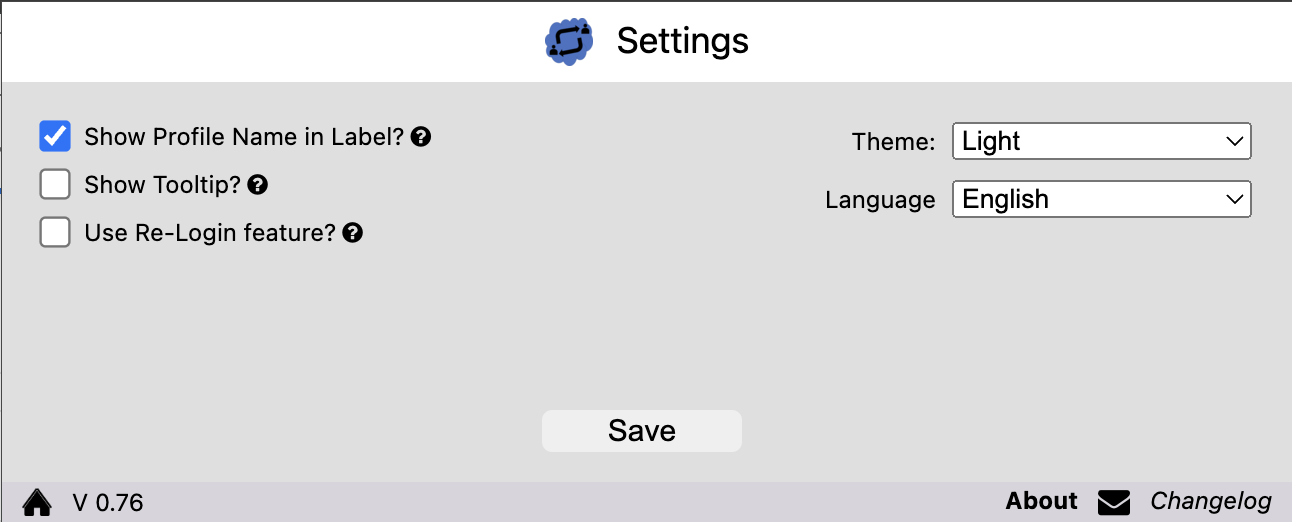 Settings
Show Profile Name in Label?
Show Tooltip?
Use Re-Login feature?
Theme: Light
Language English
Save
V 0.76
About
Changelog